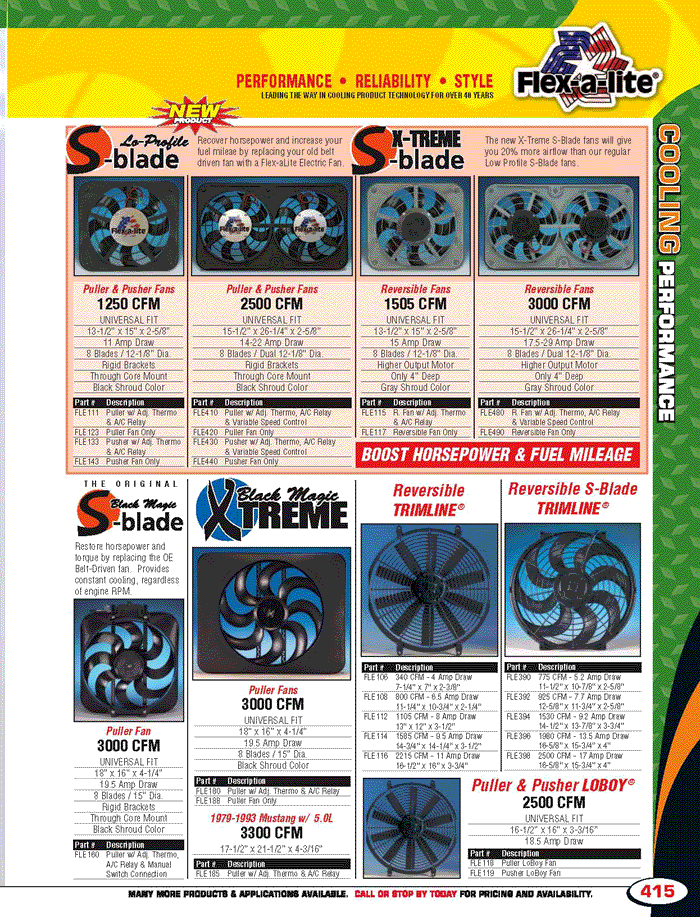 PERFORMANCE • RELIABILITY • STYLE
LEADING THE WAY IN COOLING PRODUCT TECHNOLOGY FOR OVER 40 YEARS
Flex-a-lite®
COOLING PERFORMANCE
NEW
PRODUCT
Lo-Profile
S-blade
Recover horsepower and increase your
fuel mileae by replacing your old belt
driven fan with a Flex-aLite Electric Fan.
X-TREME
S-blade
The new X-Treme S-Blade fans will give
you 20% more airflow than our regular
Low Profile S-Blade fans.
Flex-a-lite
Flex-a-lite
Flex-a-lite
Puller & Pusher Fans
1250 CFM
UNIVERSAL FIT
13-1/2" x 15" x 2-5/8"
11 Amp Draw
8 Blades / 12-1/8" Dia.
Rigid Brackets
Through Core Mount
Black Shroud Color
Part # Description
FLE111 Puller w/ Adj. Thermo
& A/C Relay
FLE123 Puller Fan Only
FLE133 Pusher w/ Adj. Thermo
& A/C Relay
FLE143 Pusher Fan Only
Puller & Pusher Fans
2500 CFM
UNIVERSAL FIT
15-1/2" x 26-1/4" x 2-5/8"
14-22 Amp Draw
8 Blades / Dual 12-1/8" Dia.
Rigid Brackets
Through Core Mount
Black Shroud Color
Part # Description
FLE410 Puller w/ Adj. Thermo, A/C Relay
& Variable Speed Control
FLE420 Puller Fan Only
FLE430 Pusher w/ Adj. Thermo, A/C Relay
& Variable Speed Control
FLE440 Pusher Fan Only
Reversible Fans
1505 CFM
UNIVERSAL FIT
13-1/2" x 15" x 2-5/8"
15 Amp Draw
8 Blades / 12-1/8" Dia.
Higher Output Motor
Only 4" Deep
Gray Shroud Color
Part # Description
FLE115 R. Fan w/ Adj. Thermo
& A/C Relay
FLE117 Reversible Fan Only
Reversible Fans
3000 CFM
UNIVERSAL FIT
15-1/2" x 26-1/4" x 2-5/8"
17.5-29 Amp Draw
8 Blades / Dual 12-1/8" Dia.
Higher Output Motor
Only 4" Deep
Gray Shroud Color
Part # Description
FLE480 R. Fan w/ Adj. Thermo, A/C Relay
& Variable Speed Control
FLE490 Reversible Fan Only
BOOST HORSEPOWER & FUEL MILEAGE
THE ORIGINAL
Black Magic
S-blade
Restore horsepower and
torque by replacing the OE
Belt-Driven fan. Provides
constant cooling, regardless
of engine RPM.
Puller Fan
3000 CFM
UNIVERSAL FIT
18" x 16" x 4-1/4"
19.5 Amp Draw
8 Blades / 15" Dia.
Rigid Brackets
Through Core Mount
Black Shroud Color
Part # Description
FLE160 Puller w/ Adj. Thermo,
A/C Relay & Manual
Switch Connection
Black Magic
XTREME
Puller Fans
3000 CFM
UNIVERSAL FIT
18" x 16" x 4-1/4"
19.5 Amp Draw
8 Blades / 15" Dia.
Black Shroud Color
Part # Description
FLE180 Puller w/ Adj. Thermo & A/C Relay
FLE188 Puller Fan Only
1979-1993 Mustang w/ 5.0L
3300 CFM
17-1/2" x 21-1/2" x 4-3/16"
Part # Description
FLE185 Puller w/ Adj. Thermo & A/C Relay
Reversible
TRIMLINE®
Part # Description
FLE106 340 CFM - 4 Amp Draw
7-1/4" x 7" x 2-3/8"
FLE108 800 CFM - 6.5 Amp Draw
11-1/4" x 10-3/4" x 2-1/4"
FLE112 1105 CFM - 8 Amp Draw
13" x 12" x 3-1/2"
FLE114 1585 CFM - 9.5 Amp Draw
14-3/4" x 14-1/4" x 3-1/2"
FLE116 2215 CFM - 11 Amp Draw
16-1/2" x 16" x 3-3/4"
Reversible S-Blade
TRIMLINE®
Part # Description
FLE390 775 CFM - 5.2 Amp Draw
11-1/2" x 10-7/8" x 2-5/8"
FLE392 925 CFM - 7.7 Amp Draw
12-5/8" x 11-3/4" x 2-5/8"
FLE394 1530 CFM - 9.2 Amp Draw
14-1/2" x 13-7/8" x 3-3/4"
FLE396 1980 CFM - 13.5 Amp Draw
16-5/8" x 15-3/4" x 4"
FLE398 2500 CFM - 17 Amp Draw
16-5/8" x 15-3/4" x 4"
Puller & Pusher LOBOY®
2500 CFM
UNIVERSAL FIT
16-1/2" x 16" x 3-3/16"
18.5 Amp Draw
Part # Description
FLE118 Puller LoBoy Fan
FLE119 Pusher LoBoy Fan
MANY MORE PRODUCTS & APPLICATIONS AVAILABLE. CALL OR STOP BY TODAY FOR PRICING AND AVAILABILITY.
415